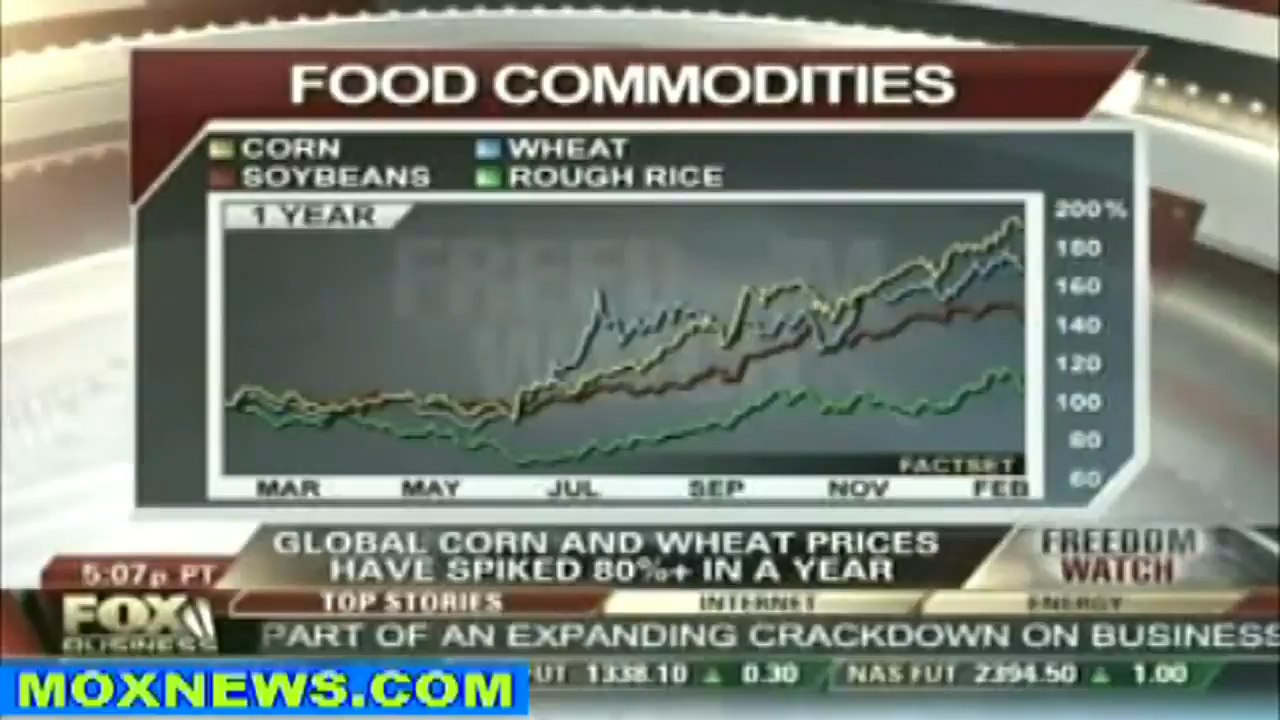 FOOD COMMODITIES
CORN
WHEAT
SOYBEANS
ROUGH RICE
1 YEAR
200%
180
160
140
120
100
80
60
FREEDOM
FACTSET
MAR MAY JUL SEP NOV FEB
GLOBAL CORN AND WHEAT PRICES
HAVE SPIKED 80%+ IN A YEAR
FREEDOM
WATCH
5:07p PT
TOP STORIES INTERNET ENERGY
FOX
BUSINESS
PART OF AN EXPANDING CRACKDOWN ON BUSINESS
FUT 1338.10 ▲ 0.30 NAS FUT 2394.50 ▲ 1.00
MOXNEWS.COM